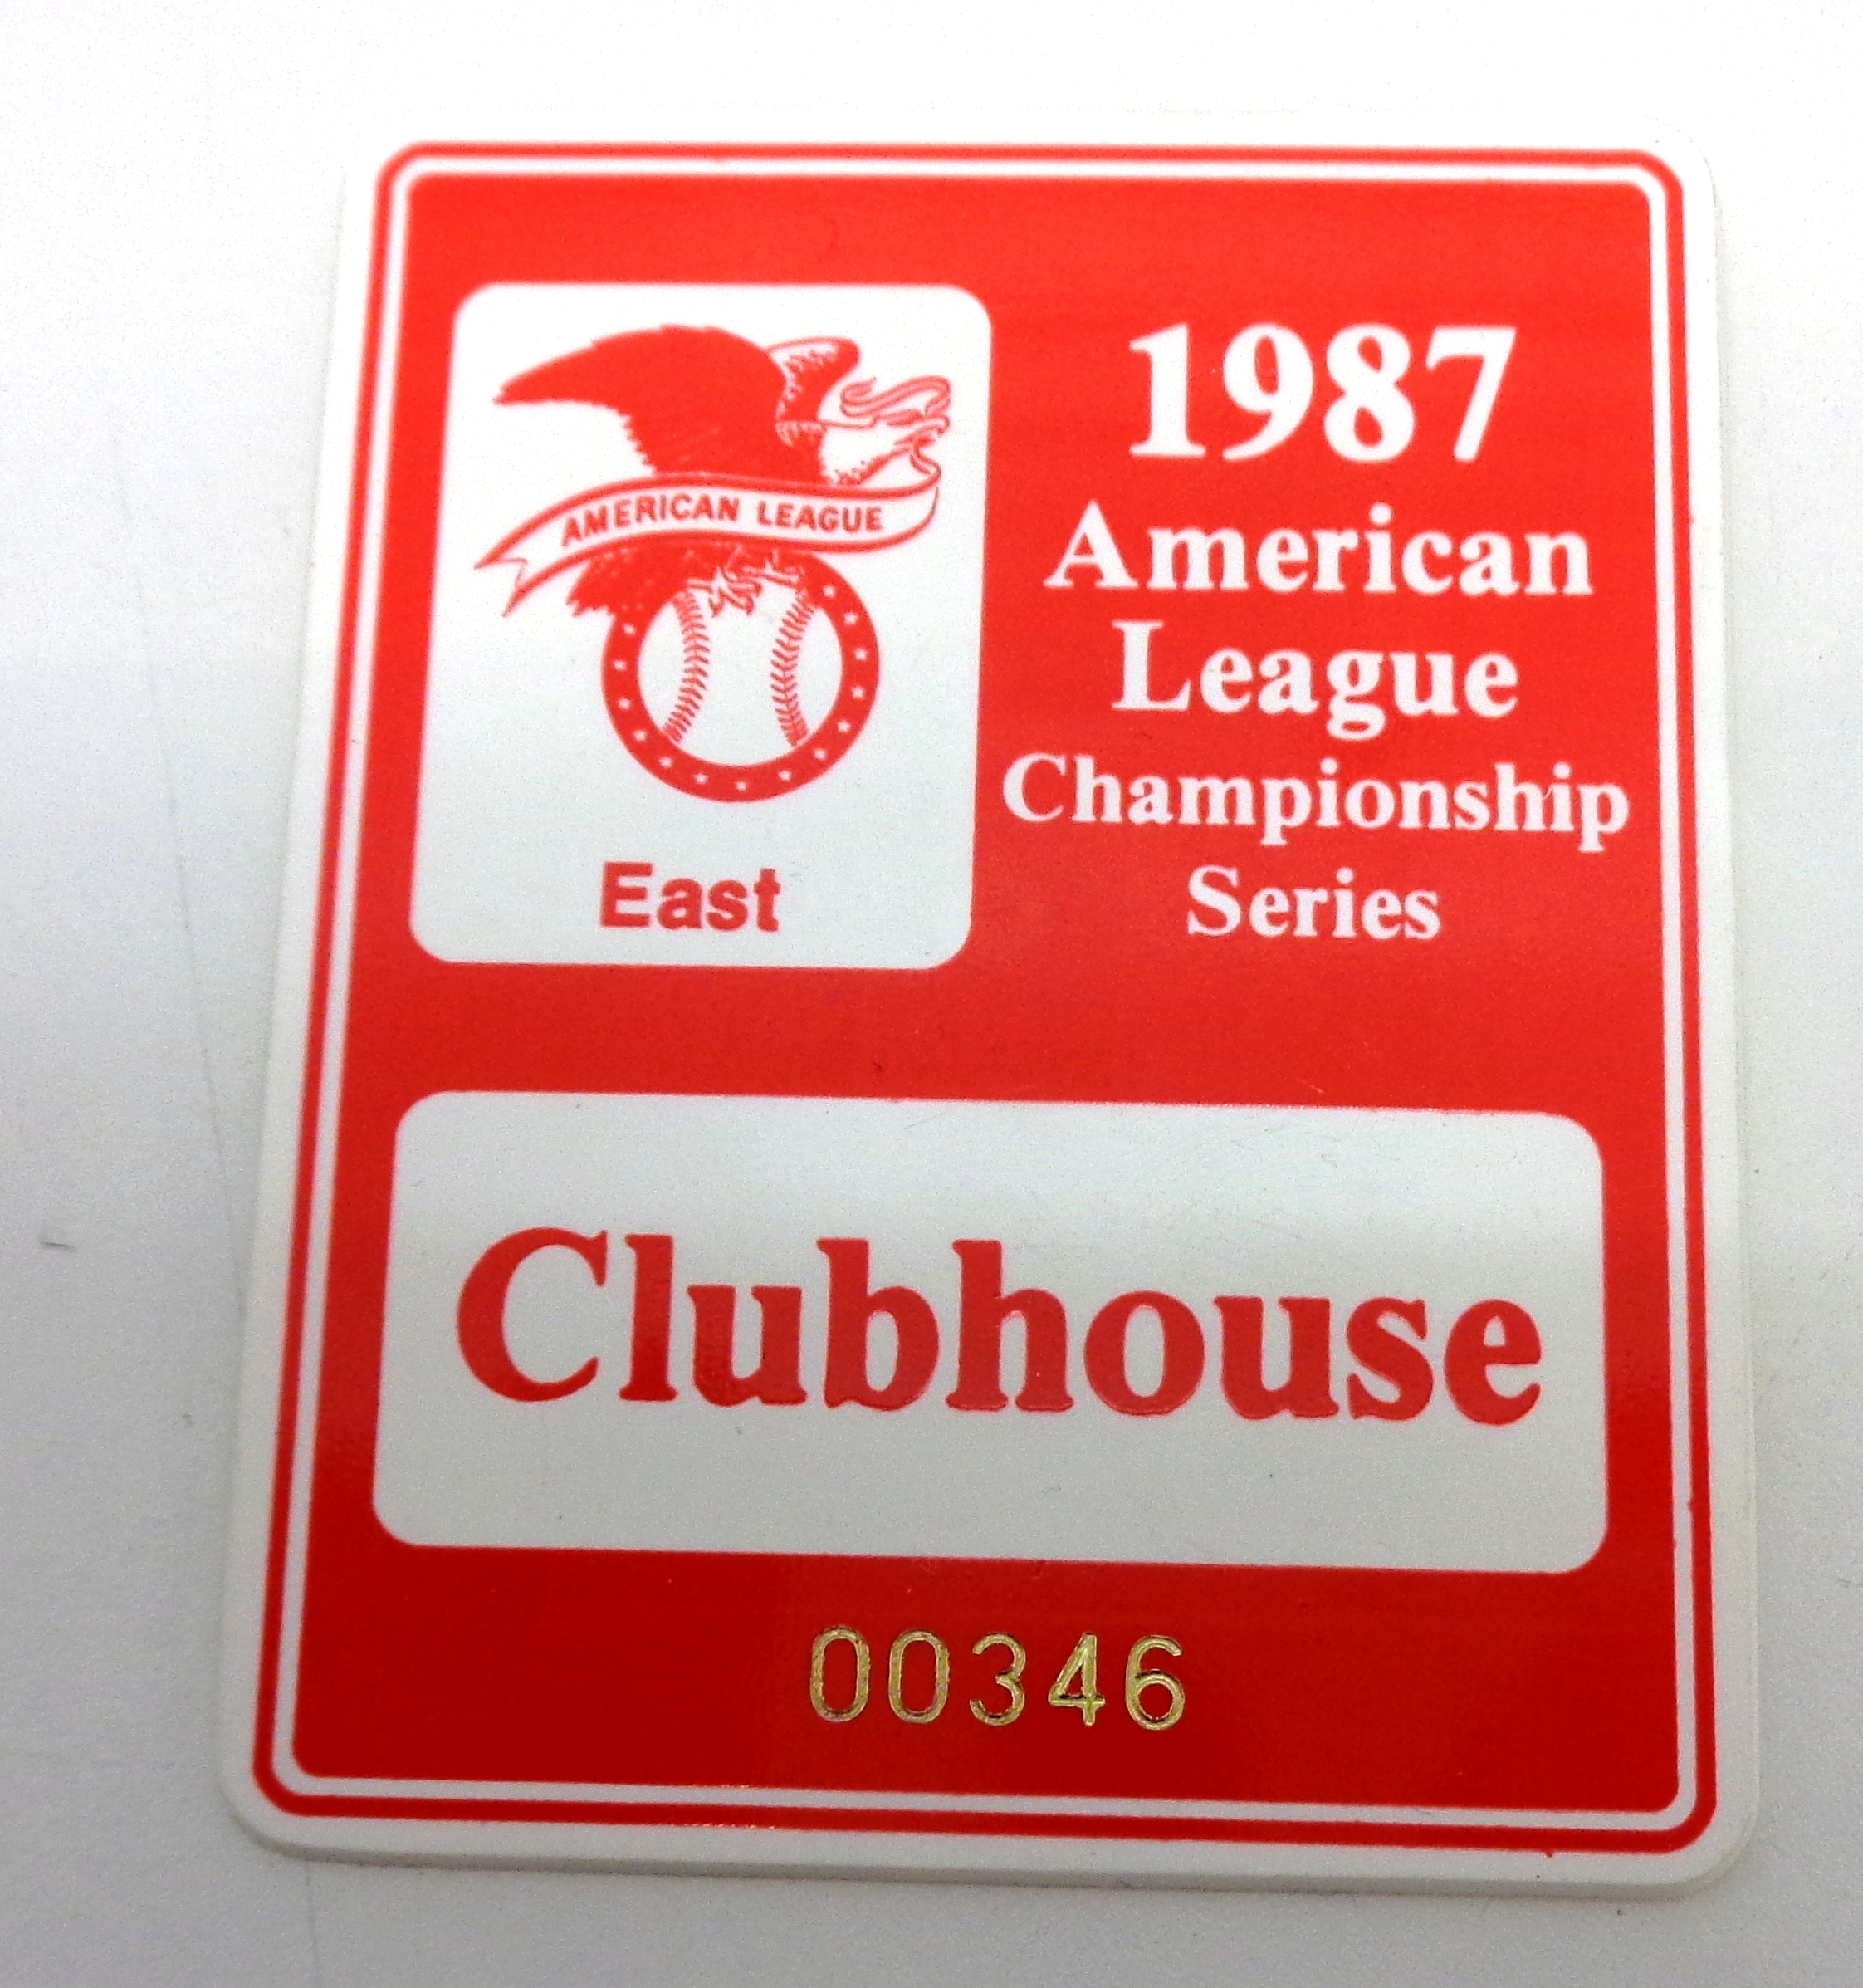 AMERICAN LEAGUE
East
1987
American
League
Championship
Series
Clubhouse
00346